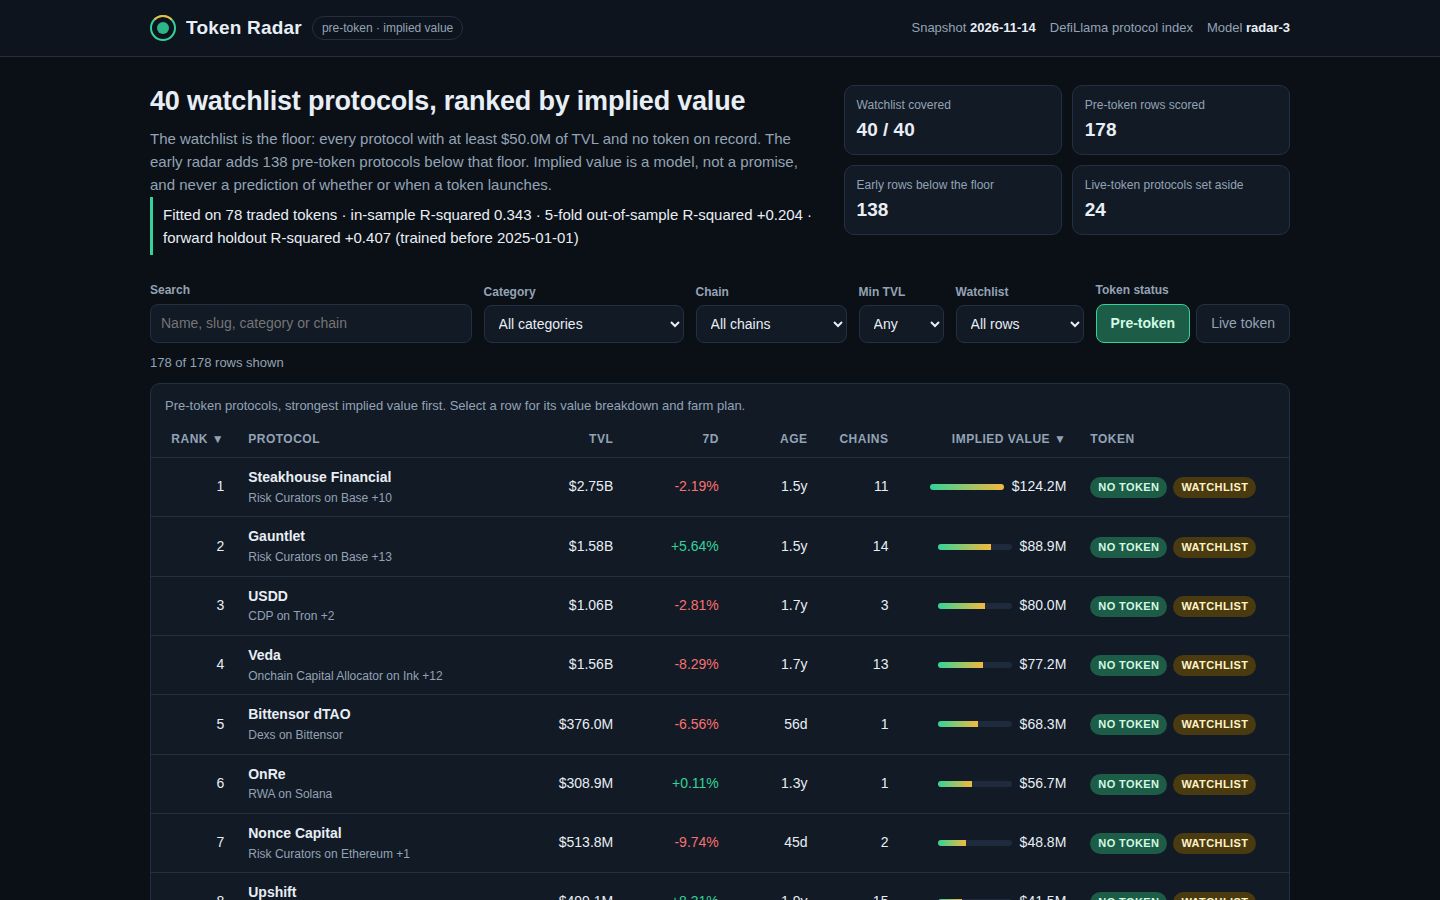 Token Radar pre-token · implied value Snapshot 2026-11-14 DefiLlama protocol index Model radar-3
40 watchlist protocols, ranked by implied value
The watchlist is the floor: every protocol with at least $50.0M of TVL and no token on record. The
early radar adds 138 pre-token protocols below that floor. Implied value is a model, not a promise,
and never a prediction of whether or when a token launches.
Fitted on 78 traded tokens · in-sample R-squared 0.343 · 5-fold out-of-sample R-squared +0.204 ·
forward holdout R-squared +0.407 (trained before 2025-01-01)
Watchlist covered
40 / 40
Pre-token rows scored
178
Early rows below the floor
138
Live-token protocols set aside
24
Search Category Chain Min TVL Watchlist Token status
Name, slug, category or chain All categories All chains Any All rows Pre-token Live token
178 of 178 rows shown
Pre-token protocols, strongest implied value first. Select a row for its value breakdown and farm plan.
RANK ▼ PROTOCOL TVL 7D AGE CHAINS IMPLIED VALUE ▼ TOKEN
1 Steakhouse Financial $2.75B -2.19% 1.5y 11 $124.2M NO TOKEN WATCHLIST
Risk Curators on Base +10
2 Gauntlet $1.58B +5.64% 1.5y 14 $88.9M NO TOKEN WATCHLIST
Risk Curators on Base +13
3 USDD $1.06B -2.81% 1.7y 3 $80.0M NO TOKEN WATCHLIST
CDP on Tron +2
4 Veda $1.56B -8.29% 1.7y 13 $77.2M NO TOKEN WATCHLIST
Onchain Capital Allocator on Ink +12
5 Bittensor dTAO $376.0M -6.56% 56d 1 $68.3M NO TOKEN WATCHLIST
Dexs on Bittensor
6 OnRe $308.9M +0.11% 1.3y 1 $56.7M NO TOKEN WATCHLIST
RWA on Solana
7 Nonce Capital $513.8M -9.74% 45d 2 $48.8M NO TOKEN WATCHLIST
Risk Curators on Ethereum +1
Upshift